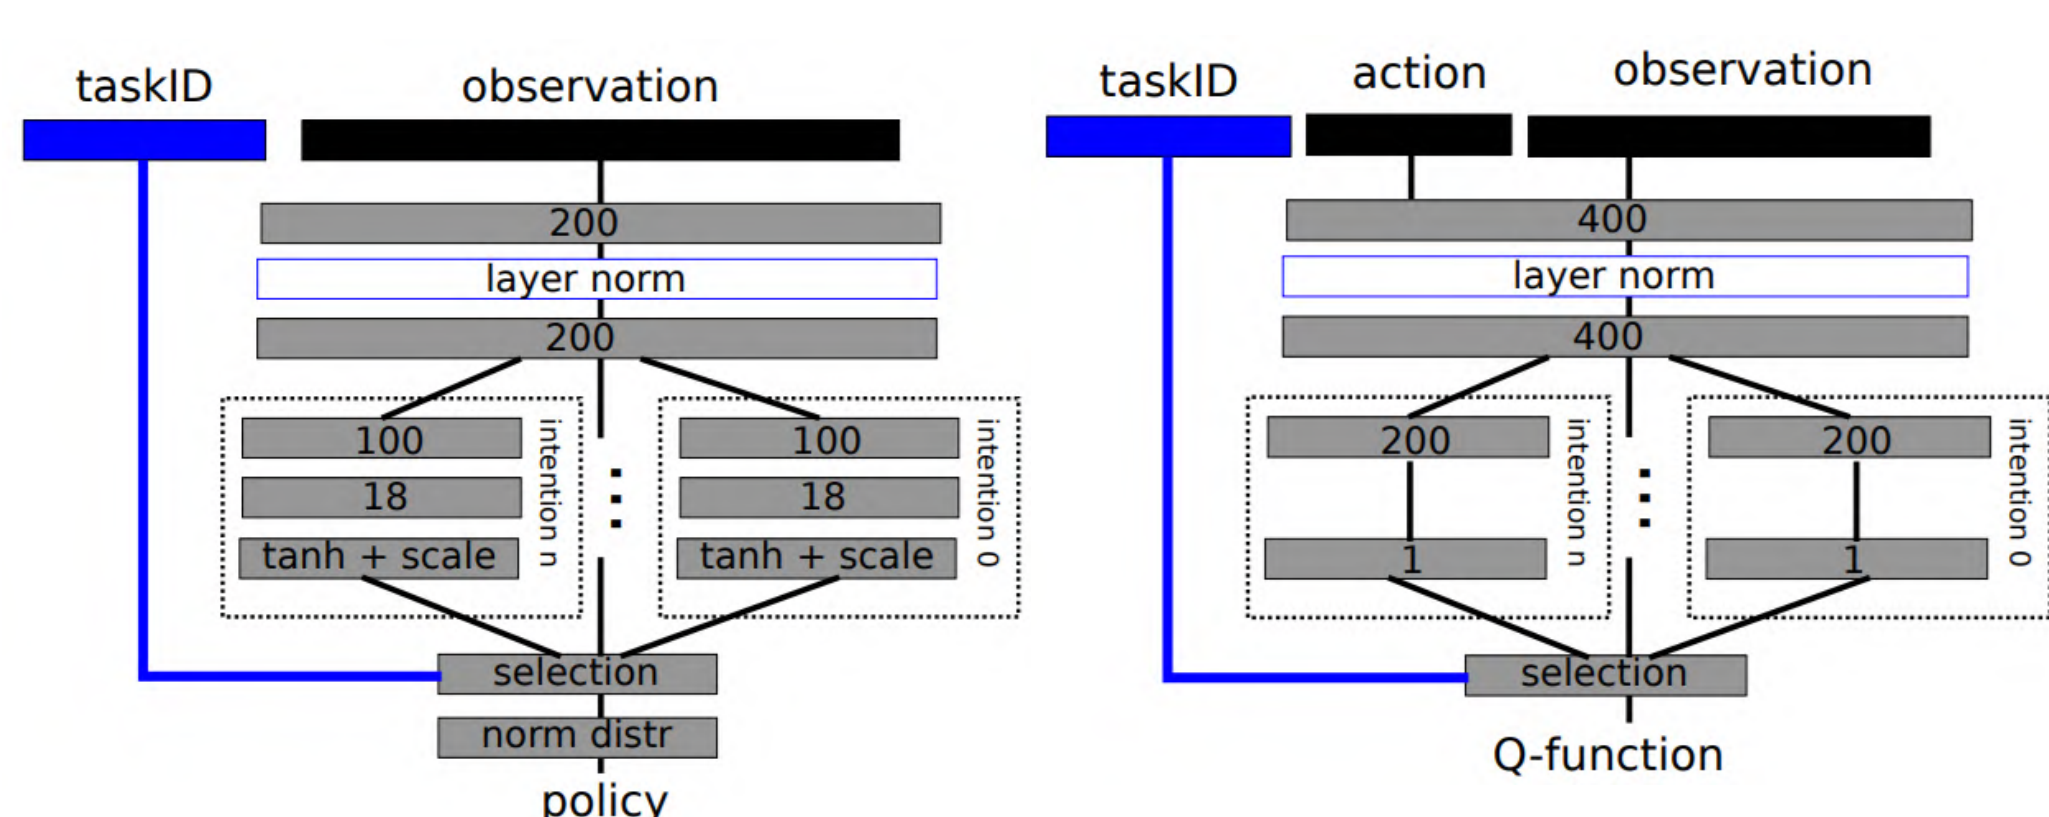 taskID
observation
200
layer norm
200
100
18
tanh + scale
intention n
100
18
tanh + scale
intention 0
selection
norm distr
policy
taskID
action
observation
400
layer norm
400
200
1
intention n
200
1
intention 0
selection
Q-function